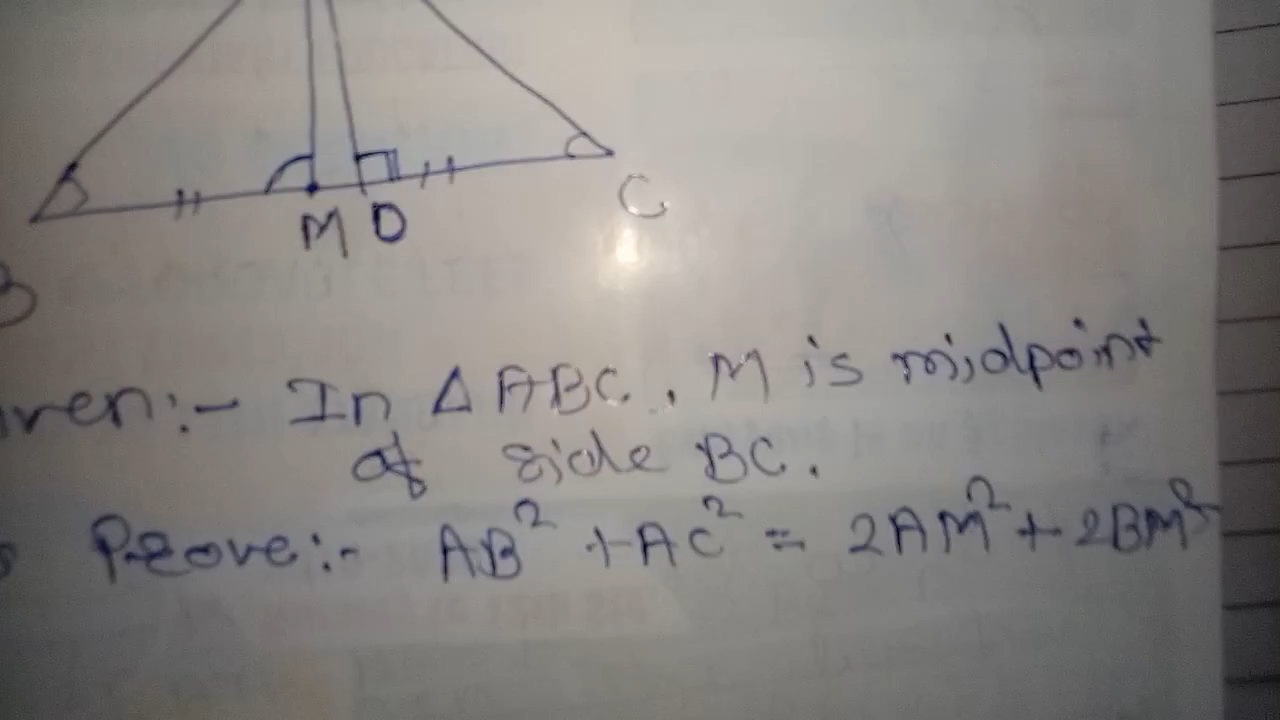 M D
C
B
In Δ ABC, M is midpoint
of side BC.
Prove:- AB² + AC² = 2AM² + 2BM²